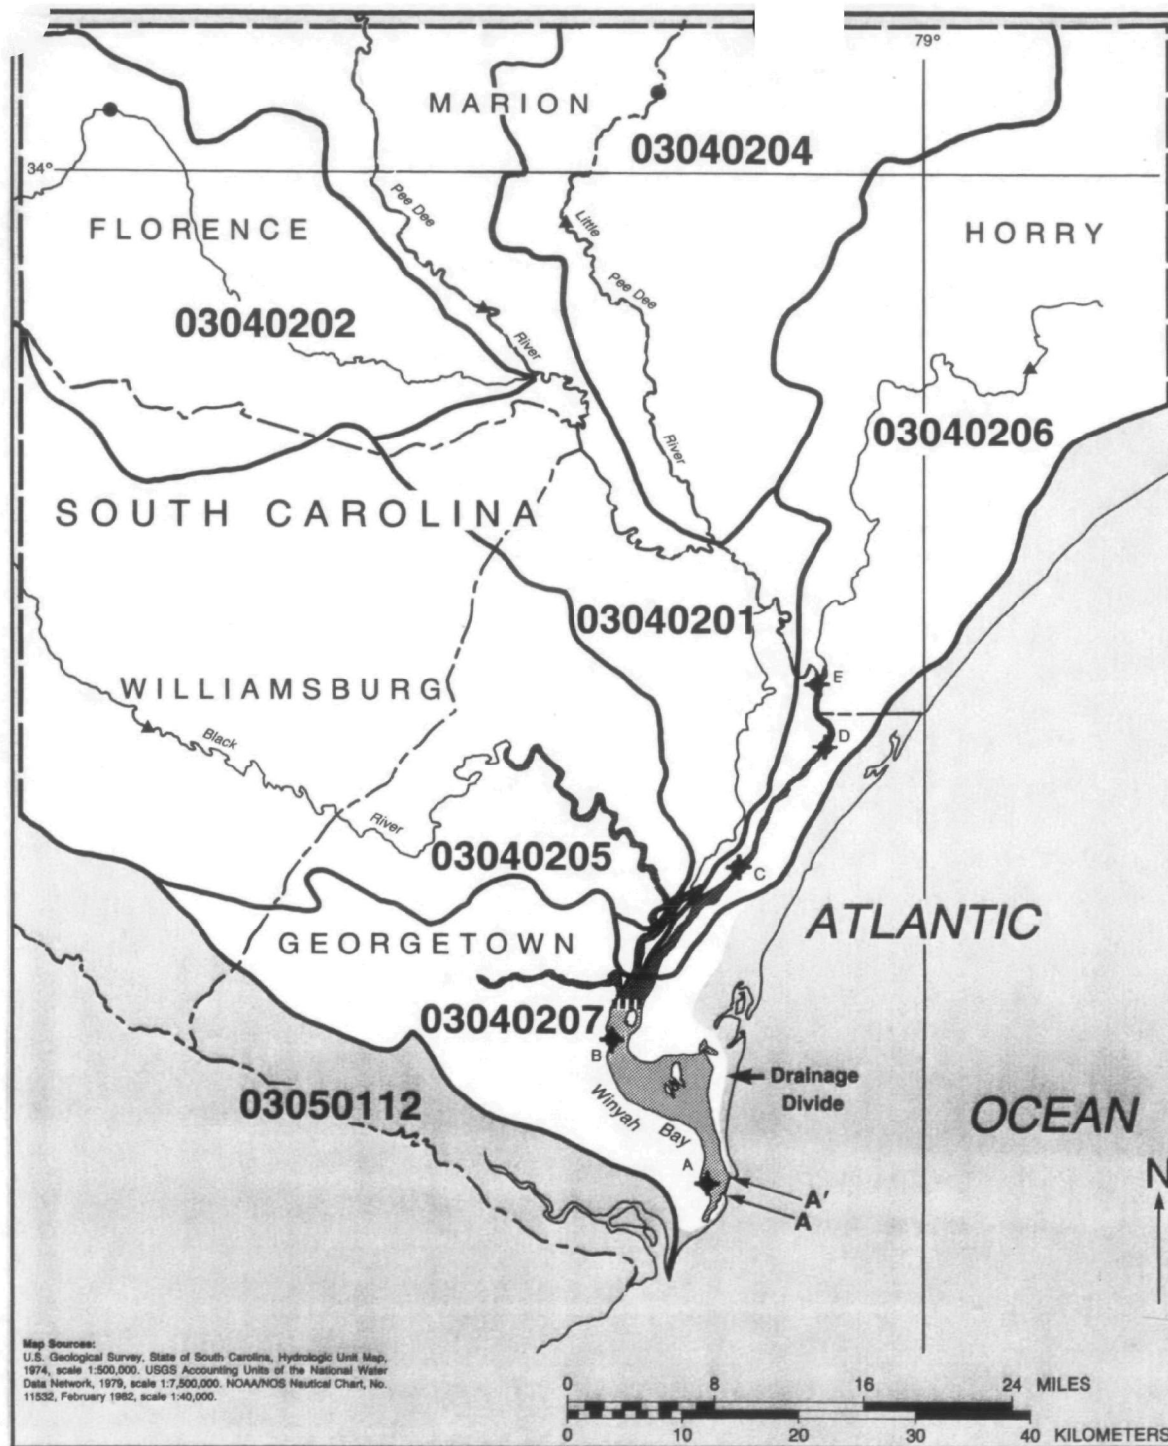 79°
MARION
03040204
34°
Pee Dee
Little
FLORENCE
HORRY
Pee Dee
03040202
River
03040206
River
SOUTH CAROLINA
03040201
E
WILLIAMSBURG
D
Black
River
03040205
C
ATLANTIC
GEORGETOWN
03040207
B
Drainage
Divide
03050112
Winyah
Bay
OCEAN
A
A'
A
N
Map Sources:
U.S. Geological Survey, State of South Carolina, Hydrologic Unit Map,
1974, scale 1:500,000. USGS Accounting Units of the National Water
Data Network, 1979, scale 1:7,500,000. NOAA/NOS Nautical Chart, No.
11532, February 1982, scale 1:40,000.
0 8 16 24 MILES
0 10 20 30 40 KILOMETERS